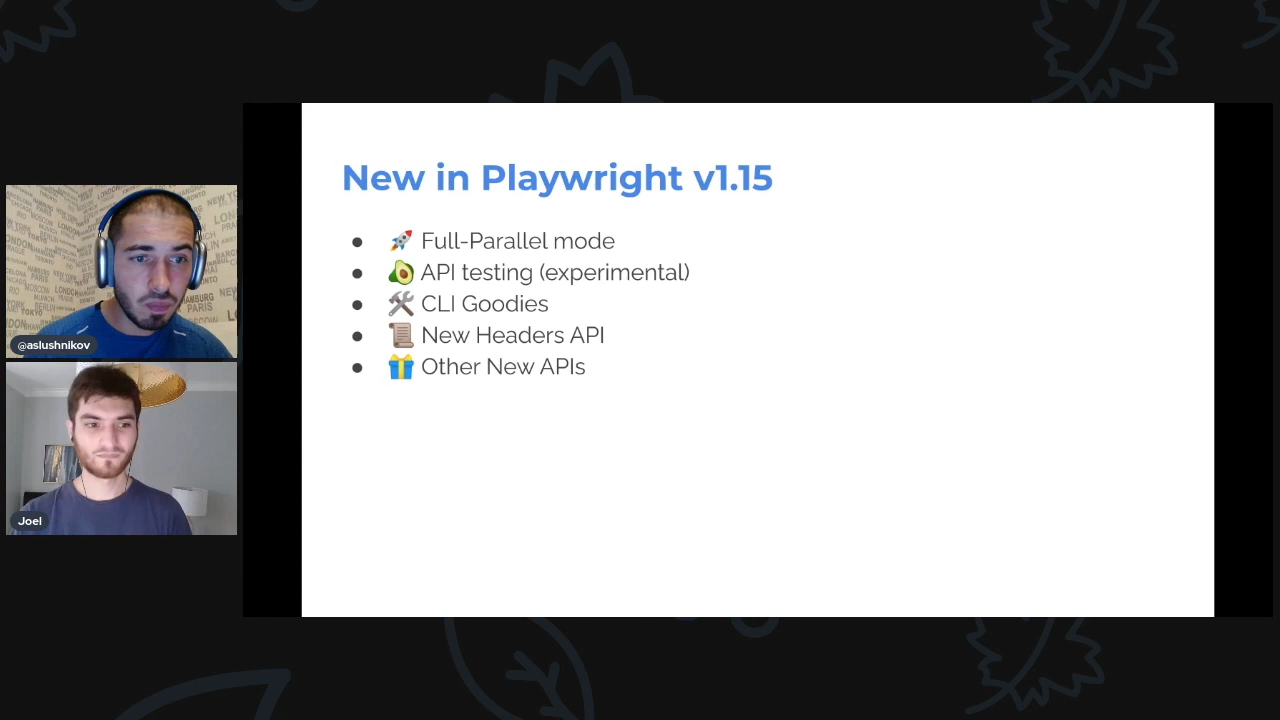 New in Playwright v1.15
● 🚀 Full-Parallel mode
● 🥑 API testing (experimental)
● 🛠 CLI Goodies
● 📜 New Headers API
● 🎁 Other New APIs
@aslushnikov
Joel